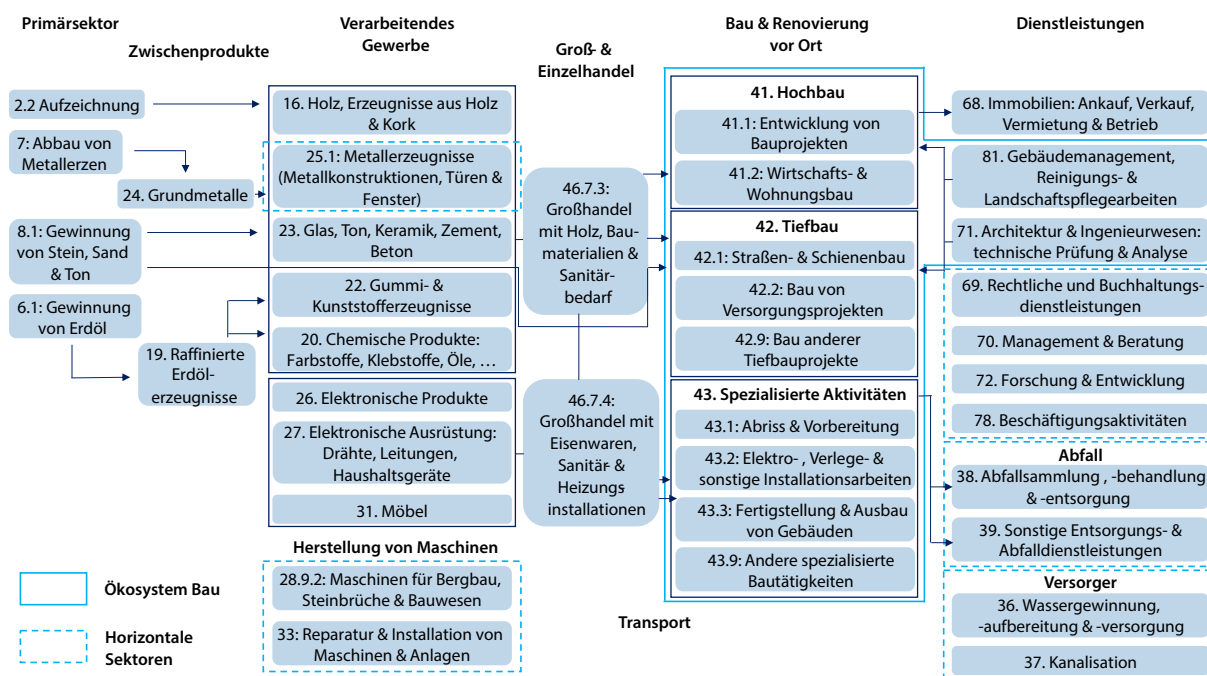 Primärsektor
Zwischenprodukte
Verarbeitendes
Gewerbe
Groß- &
Einzelhandel
Bau & Renovierung
vor Ort
Dienstleistungen
2.2 Aufzeichnung
7: Abbau von
Metallerzen
24. Grundmetalle
8.1: Gewinnung
von Stein, Sand
& Ton
6.1: Gewinnung
von Erdöl
19. Raffinierte
Erdöl-
erzeugnisse
16. Holz, Erzeugnisse aus Holz
& Kork
25.1: Metallerzeugnisse
(Metallkonstruktionen, Türen &
Fenster)
23. Glas, Ton, Keramik, Zement,
Beton
22. Gummi- &
Kunststofferzeugnisse
20. Chemische Produkte:
Farbstoffe, Klebstoffe, Öle, …
26. Elektronische Produkte
27. Elektronische Ausrüstung:
Drähte, Leitungen,
Haushaltsgeräte
31. Möbel
Herstellung von Maschinen
28.9.2: Maschinen für Bergbau,
Steinbrüche & Bauwesen
33: Reparatur & Installation von
Maschinen & Anlagen
46.7.3:
Großhandel
mit Holz, Bau-
materialien &
Sanitär-
bedarf
46.7.4:
Großhandel mit
Eisenwaren,
Sanitär- &
Heizungs
installationen
41. Hochbau
41.1: Entwicklung von
Bauprojekten
41.2: Wirtschafts- &
Wohnungsbau
42. Tiefbau
42.1: Straßen- & Schienenbau
42.2: Bau von
Versorgungsprojekten
42.9: Bau anderer
Tiefbauprojekte
43. Spezialisierte Aktivitäten
43.1: Abriss & Vorbereitung
43.2: Elektro- , Verlege- &
sonstige Installationsarbeiten
43.3: Fertigstellung & Ausbau
von Gebäuden
43.9: Andere spezialisierte
Bautätigkeiten
Transport
68. Immobilien: Ankauf, Verkauf,
Vermietung & Betrieb
81. Gebäudemanagement,
Reinigungs- &
Landschaftspflegearbeiten
71. Architektur & Ingenieurwesen:
technische Prüfung & Analyse
69. Rechtliche und Buchhaltungs-
dienstleistungen
70. Management & Beratung
72. Forschung & Entwicklung
78. Beschäftigungsaktivitäten
Abfall
38. Abfallsammlung , -behandlung
& -entsorgung
39. Sonstige Entsorgungs- &
Abfalldienstleistungen
Versorger
36. Wassergewinnung,
-aufbereitung & -versorgung
37. Kanalisation
Ökosystem Bau
Horizontale
Sektoren